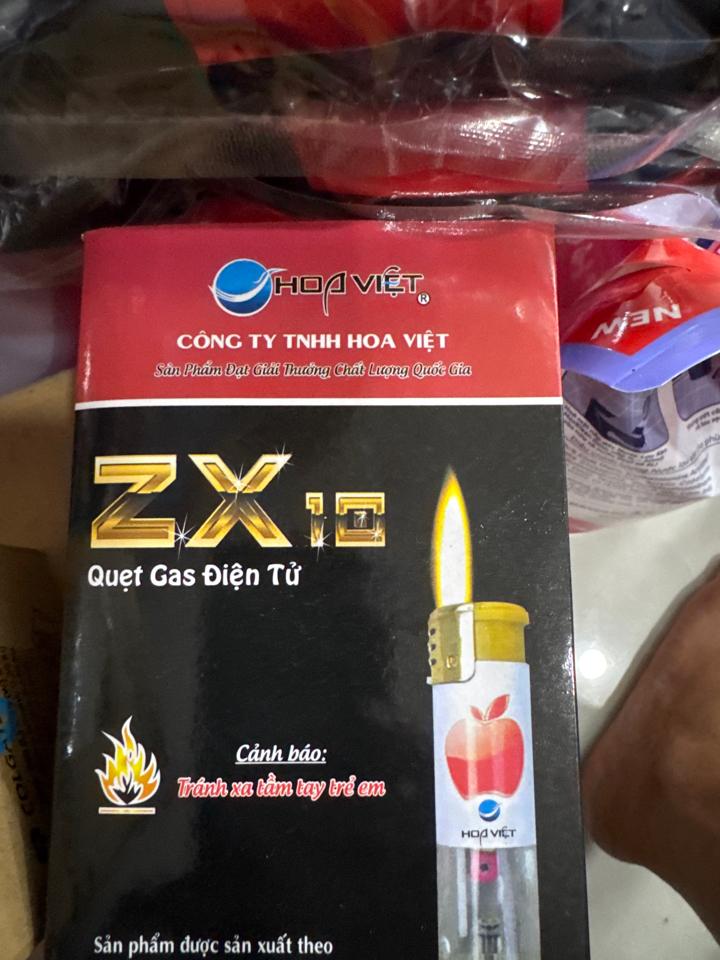 HOA VIỆT®
CÔNG TY TNHH HOA VIỆT
Sản Phẩm Đạt Giải Thưởng Chất Lượng Quốc Gia
ZX 10
Quẹt Gas Điện Tử
Cảnh báo:
Tránh xa tầm tay trẻ em
HOA VIỆT
Sản phẩm được sản xuất theo
NEW